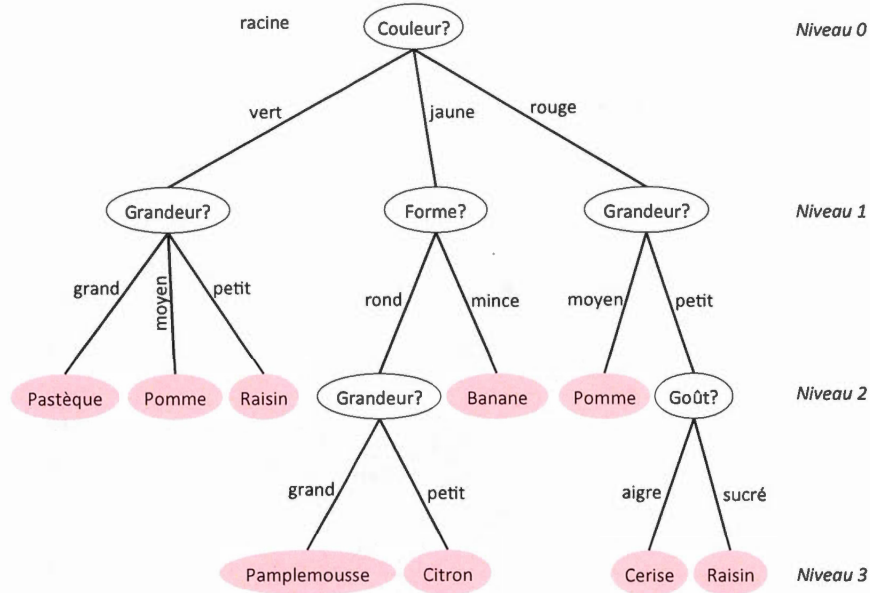 racine Couleur? Niveau 0
vert jaune rouge
Grandeur? Forme? Grandeur? Niveau 1
grand moyen petit rond mince moyen petit
Pastèque Pomme Raisin Grandeur? Banane Pomme Goût? Niveau 2
grand petit aigre sucré
Pamplemousse Citron Cerise Raisin Niveau 3